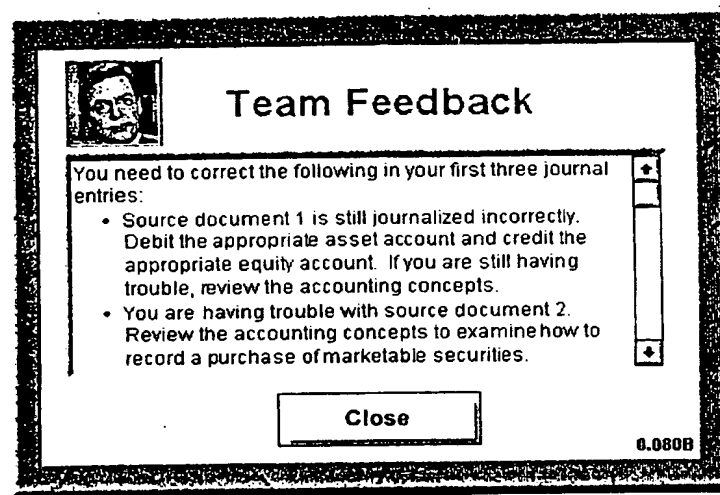 Team Feedback
You need to correct the following in your first three journal
entries:
• Source document 1 is still journalized incorrectly.
Debit the appropriate asset account and credit the
appropriate equity account. If you are still having
trouble, review the accounting concepts.
• You are having trouble with source document 2.
Review the accounting concepts to examine how to
record a purchase of marketable securities.
Close
6.080B